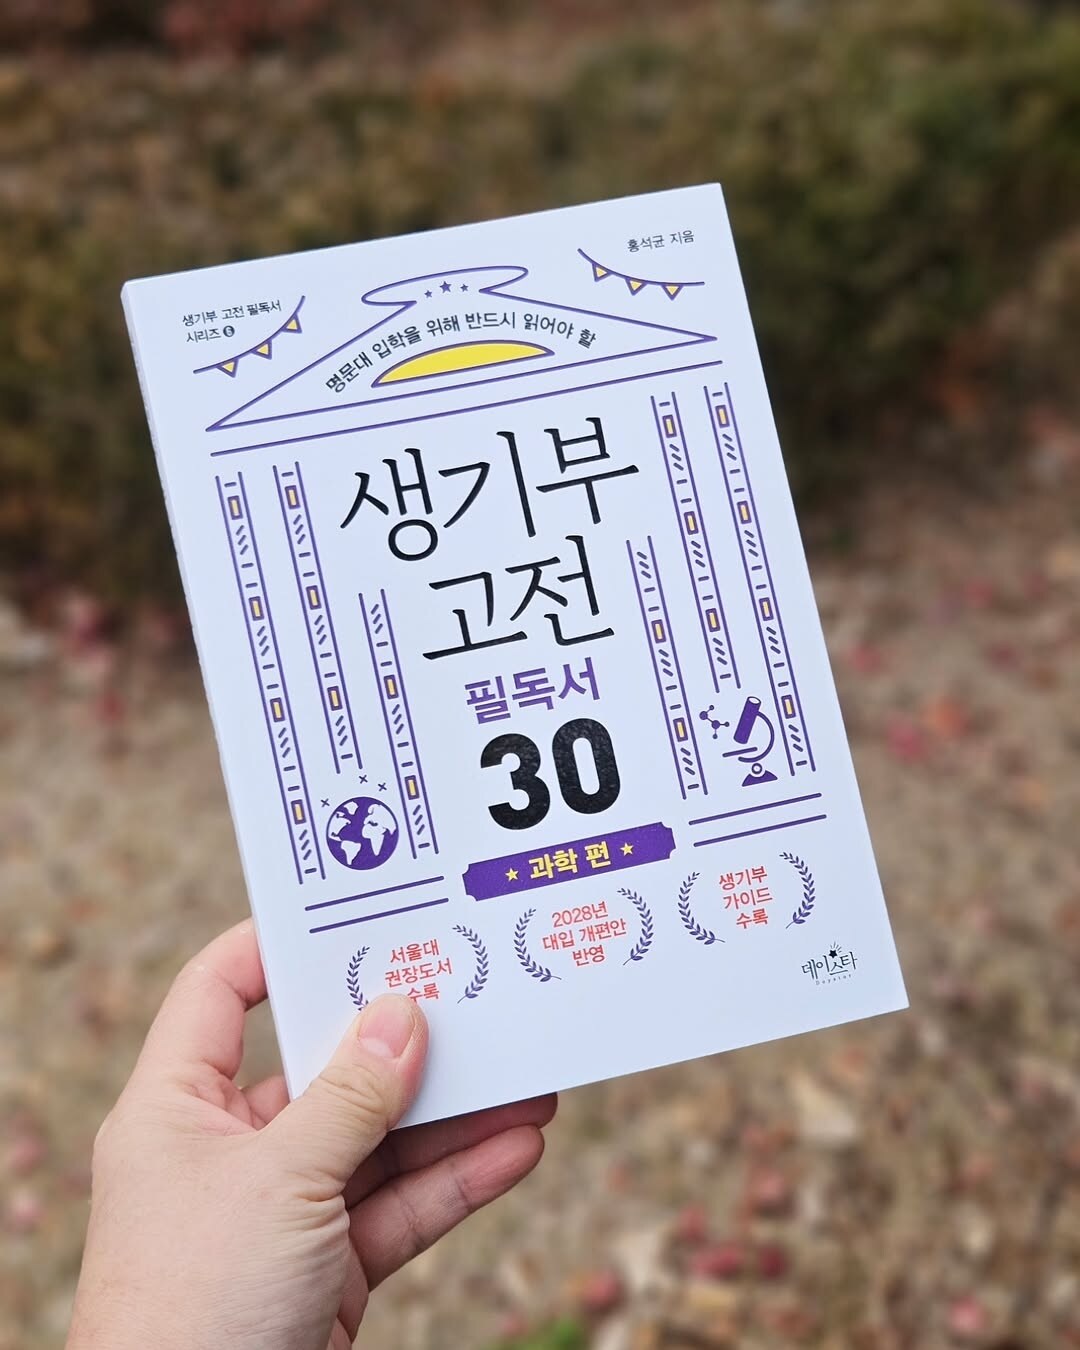 생기부 고전 필독서
시리즈 6
홍석균 지음
명문대 입학을 위해 반드시 읽어야 할
생기부
고전
필독서
30
과학 편
서울대
권장도서
수록
2028년
대입 개편안
반영
생기부
가이드
수록
데이스타
Daystar